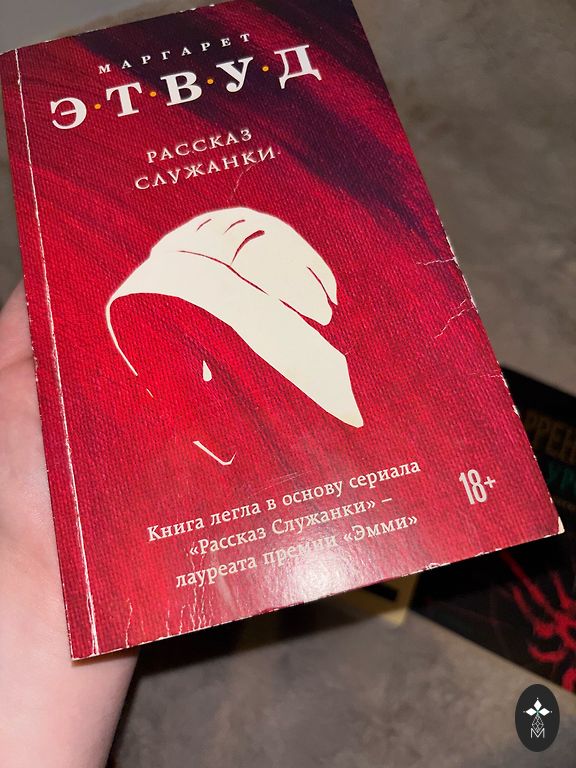 МАРГАРЕТ
Э·Т·В·У·Д
РАССКАЗ
СЛУЖАНКИ
Книга легла в основу сериала
«Рассказ Служанки» –
лауреата премии «Эмми»
18+
М